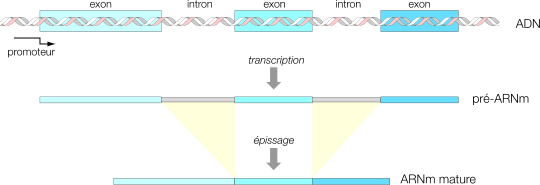 exon intron exon intron exon
ADN
promoteur
transcription
pré-ARNm
épissage
ARNm mature